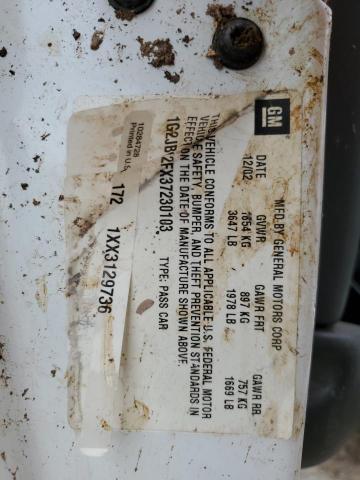 GM
MFD BY GENERAL MOTORS CORP
DATE GVWR GAWR FRT GAWR RR
12/02 1654 KG 897 KG 757 KG
3647 LB 1978 LB 1669 LB
THIS VEHICLE CONFORMS TO ALL APPLICABLE U.S. FEDERAL MOTOR
VEHICLE SAFETY, BUMPER, AND THEFT PREVENTION STANDARDS IN
EFFECT ON THE DATE OF MANUFACTURE SHOWN ABOVE.
TYPE: PASS CAR
Printed in U.S.
172 1XX3129736